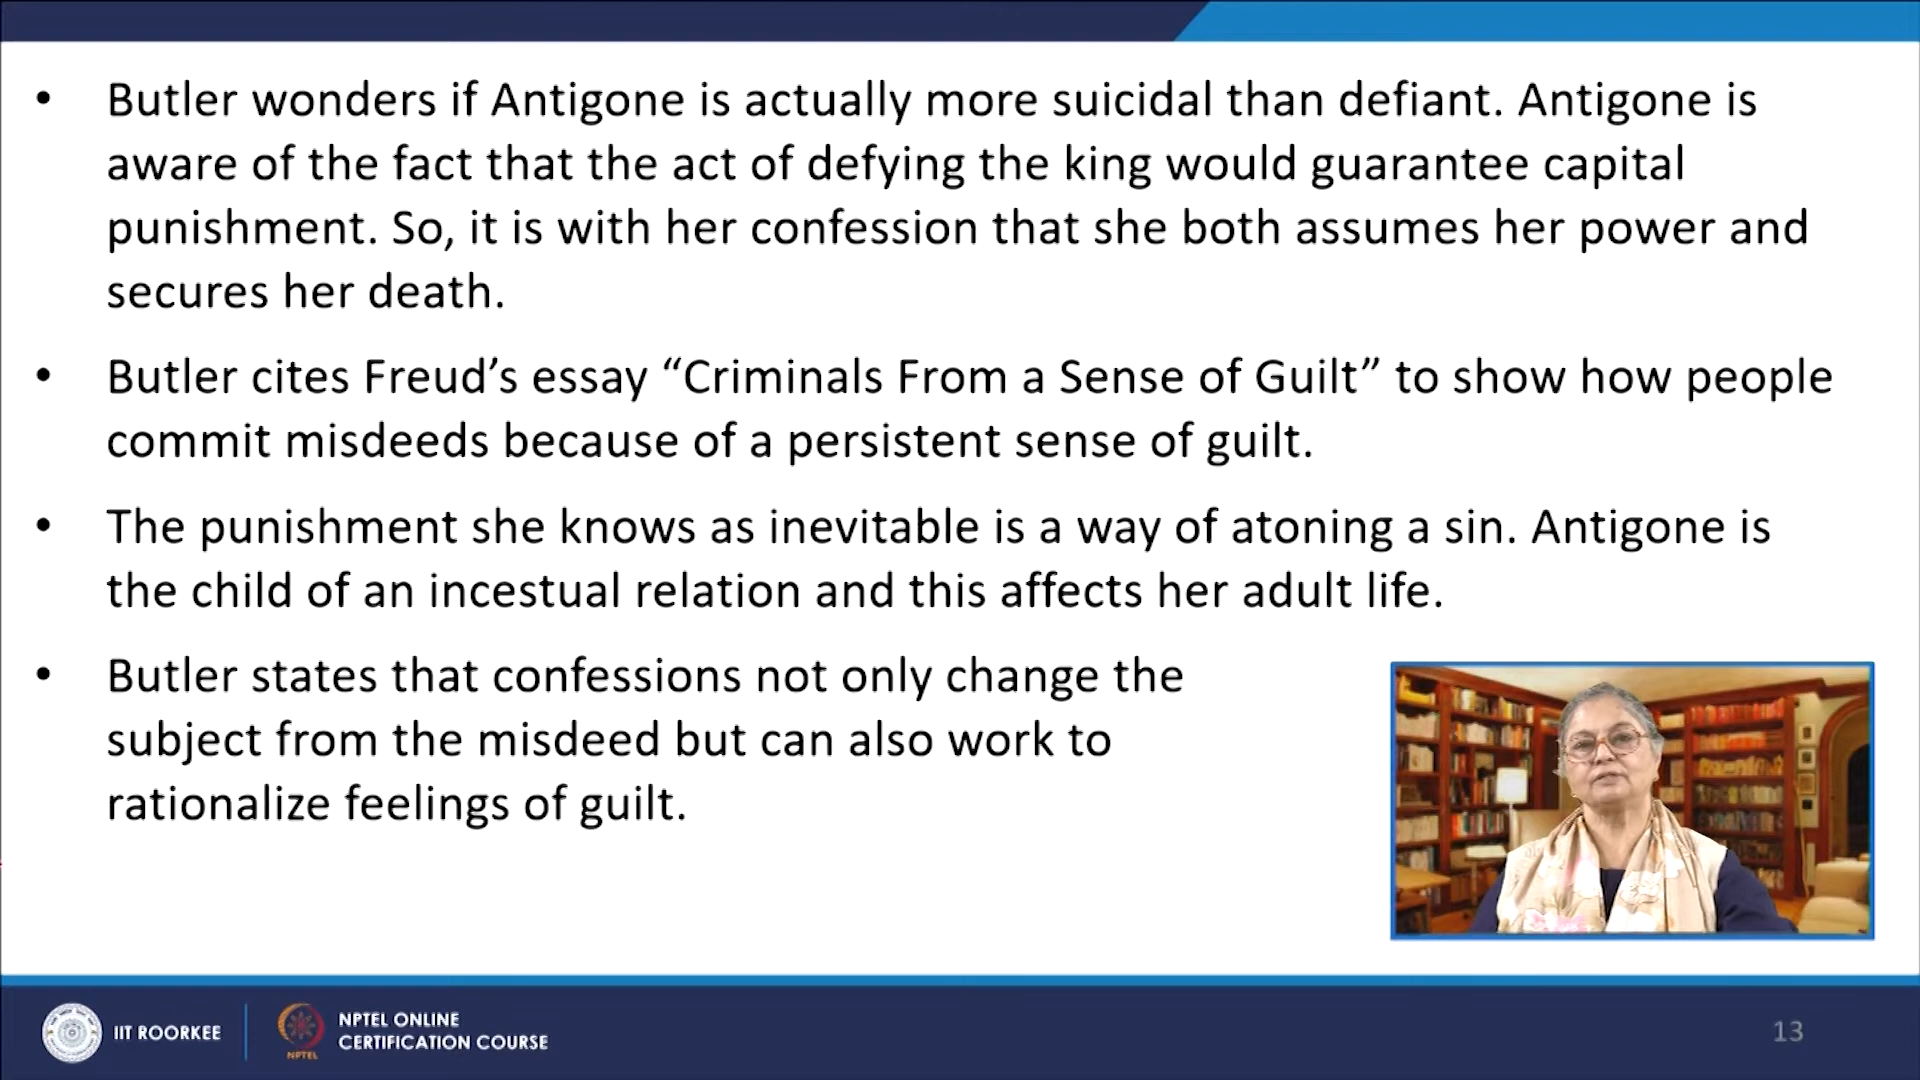 • Butler wonders if Antigone is actually more suicidal than defiant. Antigone is
aware of the fact that the act of defying the king would guarantee capital
punishment. So, it is with her confession that she both assumes her power and
secures her death.
• Butler cites Freud’s essay “Criminals From a Sense of Guilt” to show how people
commit misdeeds because of a persistent sense of guilt.
• The punishment she knows as inevitable is a way of atoning a sin. Antigone is
the child of an incestual relation and this affects her adult life.
• Butler states that confessions not only change the
subject from the misdeed but can also work to
rationalize feelings of guilt.
IIT ROORKEE
NPTEL
NPTEL ONLINE
CERTIFICATION COURSE
13